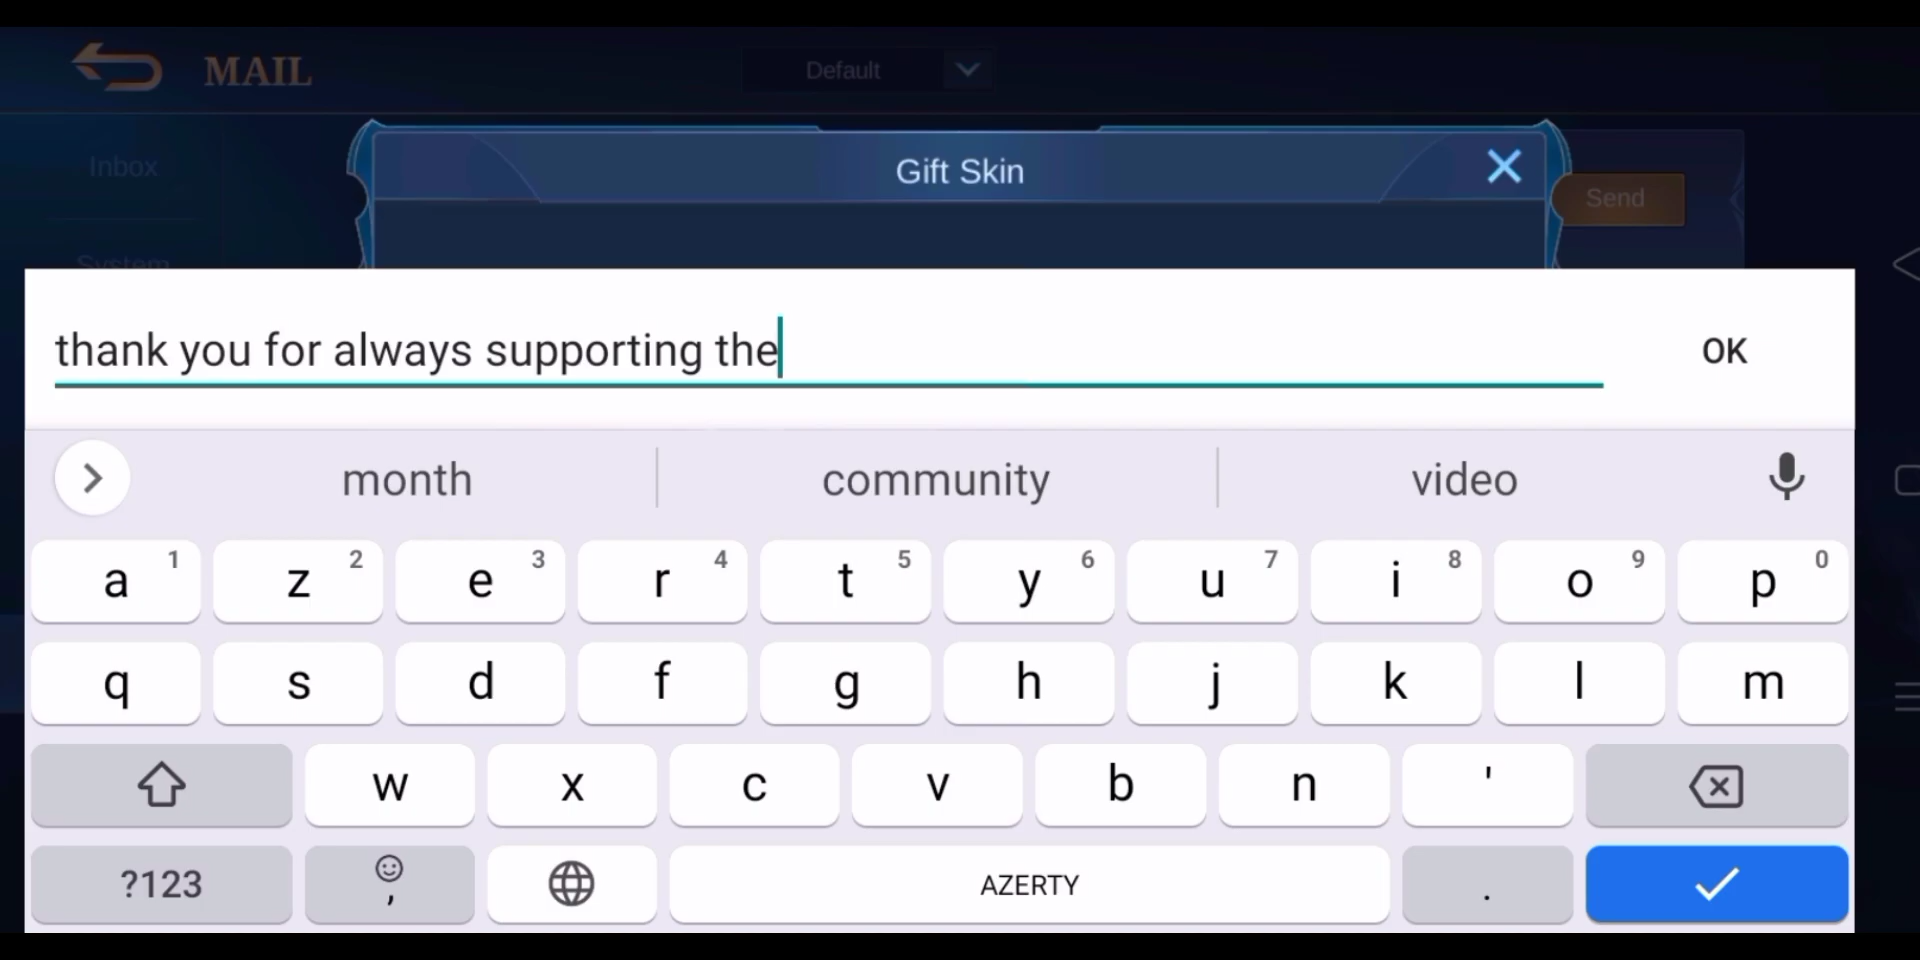 MAIL
Default
Inbox
Gift Skin
Send
System
thank you for always supporting the
OK
month community video
a 1 z 2 e 3 r 4 t 5 y 6 u 7 i 8 o 9 p 0
q s d f g h j k l m
w x c v b n '
?123 , AZERTY .